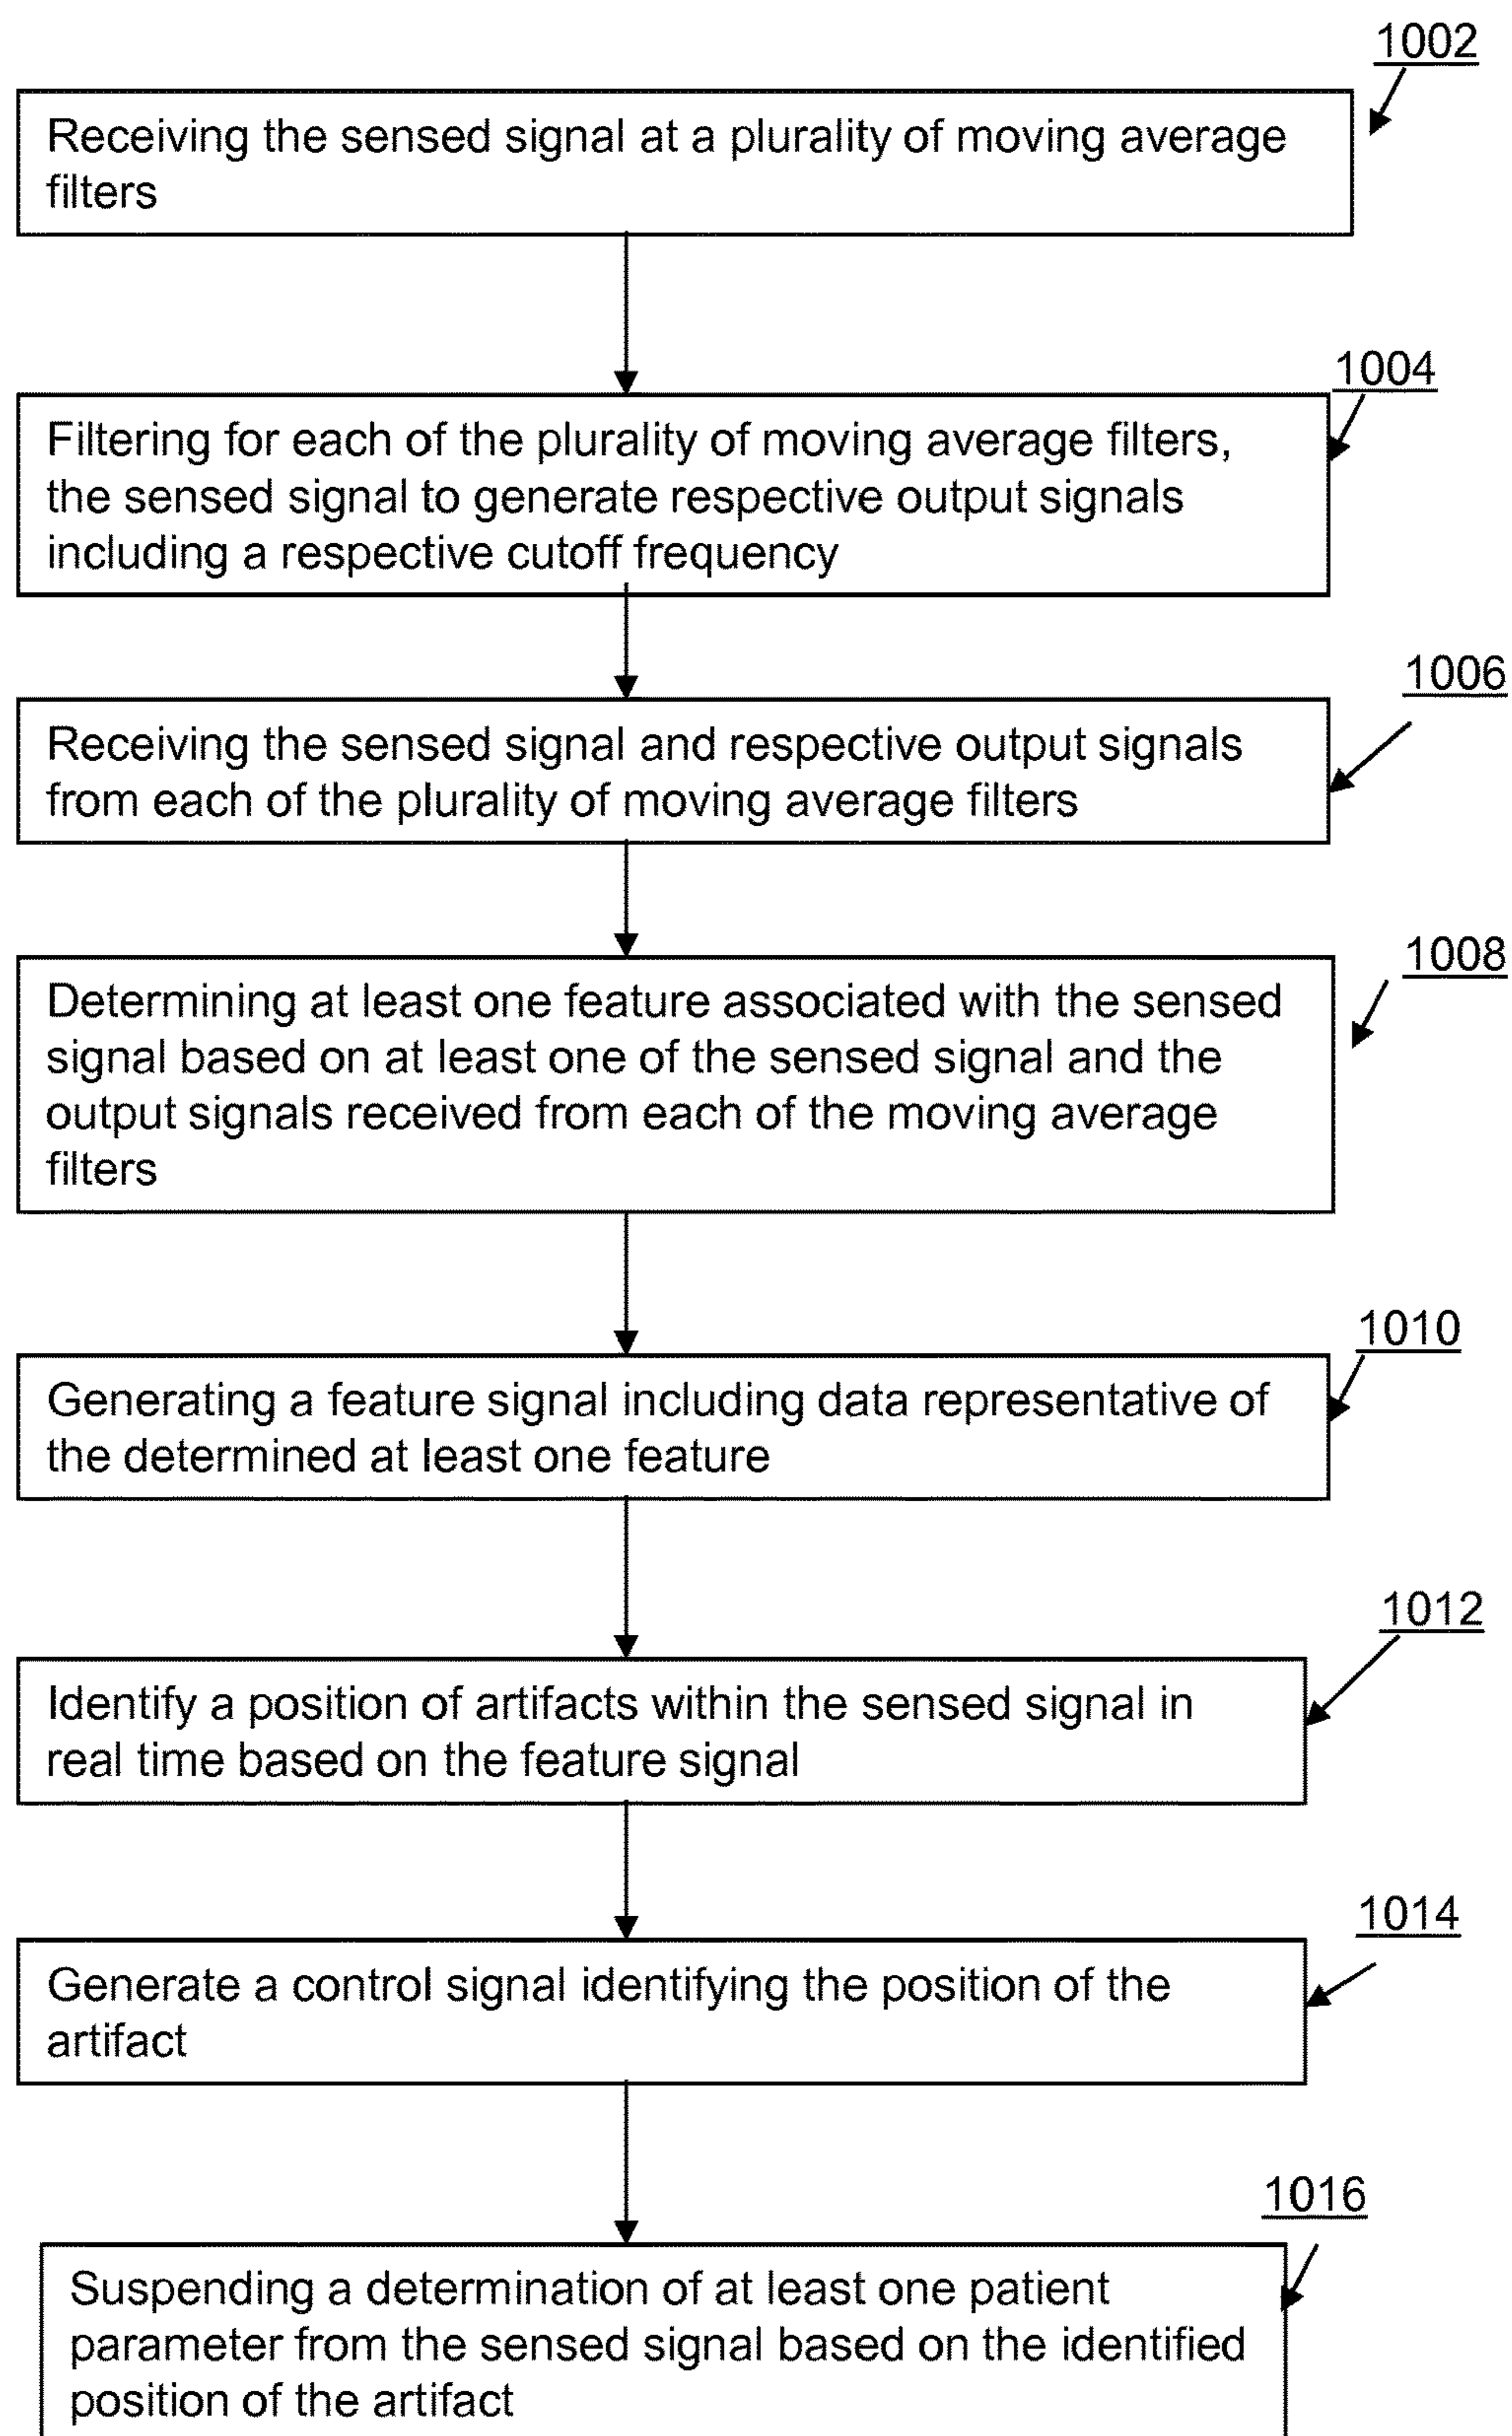 1002
Receiving the sensed signal at a plurality of moving average
filters
1004
Filtering for each of the plurality of moving average filters,
the sensed signal to generate respective output signals
including a respective cutoff frequency
1006
Receiving the sensed signal and respective output signals
from each of the plurality of moving average filters
1008
Determining at least one feature associated with the sensed
signal based on at least one of the sensed signal and the
output signals received from each of the moving average
filters
1010
Generating a feature signal including data representative of
the determined at least one feature
1012
Identify a position of artifacts within the sensed signal in
real time based on the feature signal
1014
Generate a control signal identifying the position of the
artifact
1016
Suspending a determination of at least one patient
parameter from the sensed signal based on the identified
position of the artifact